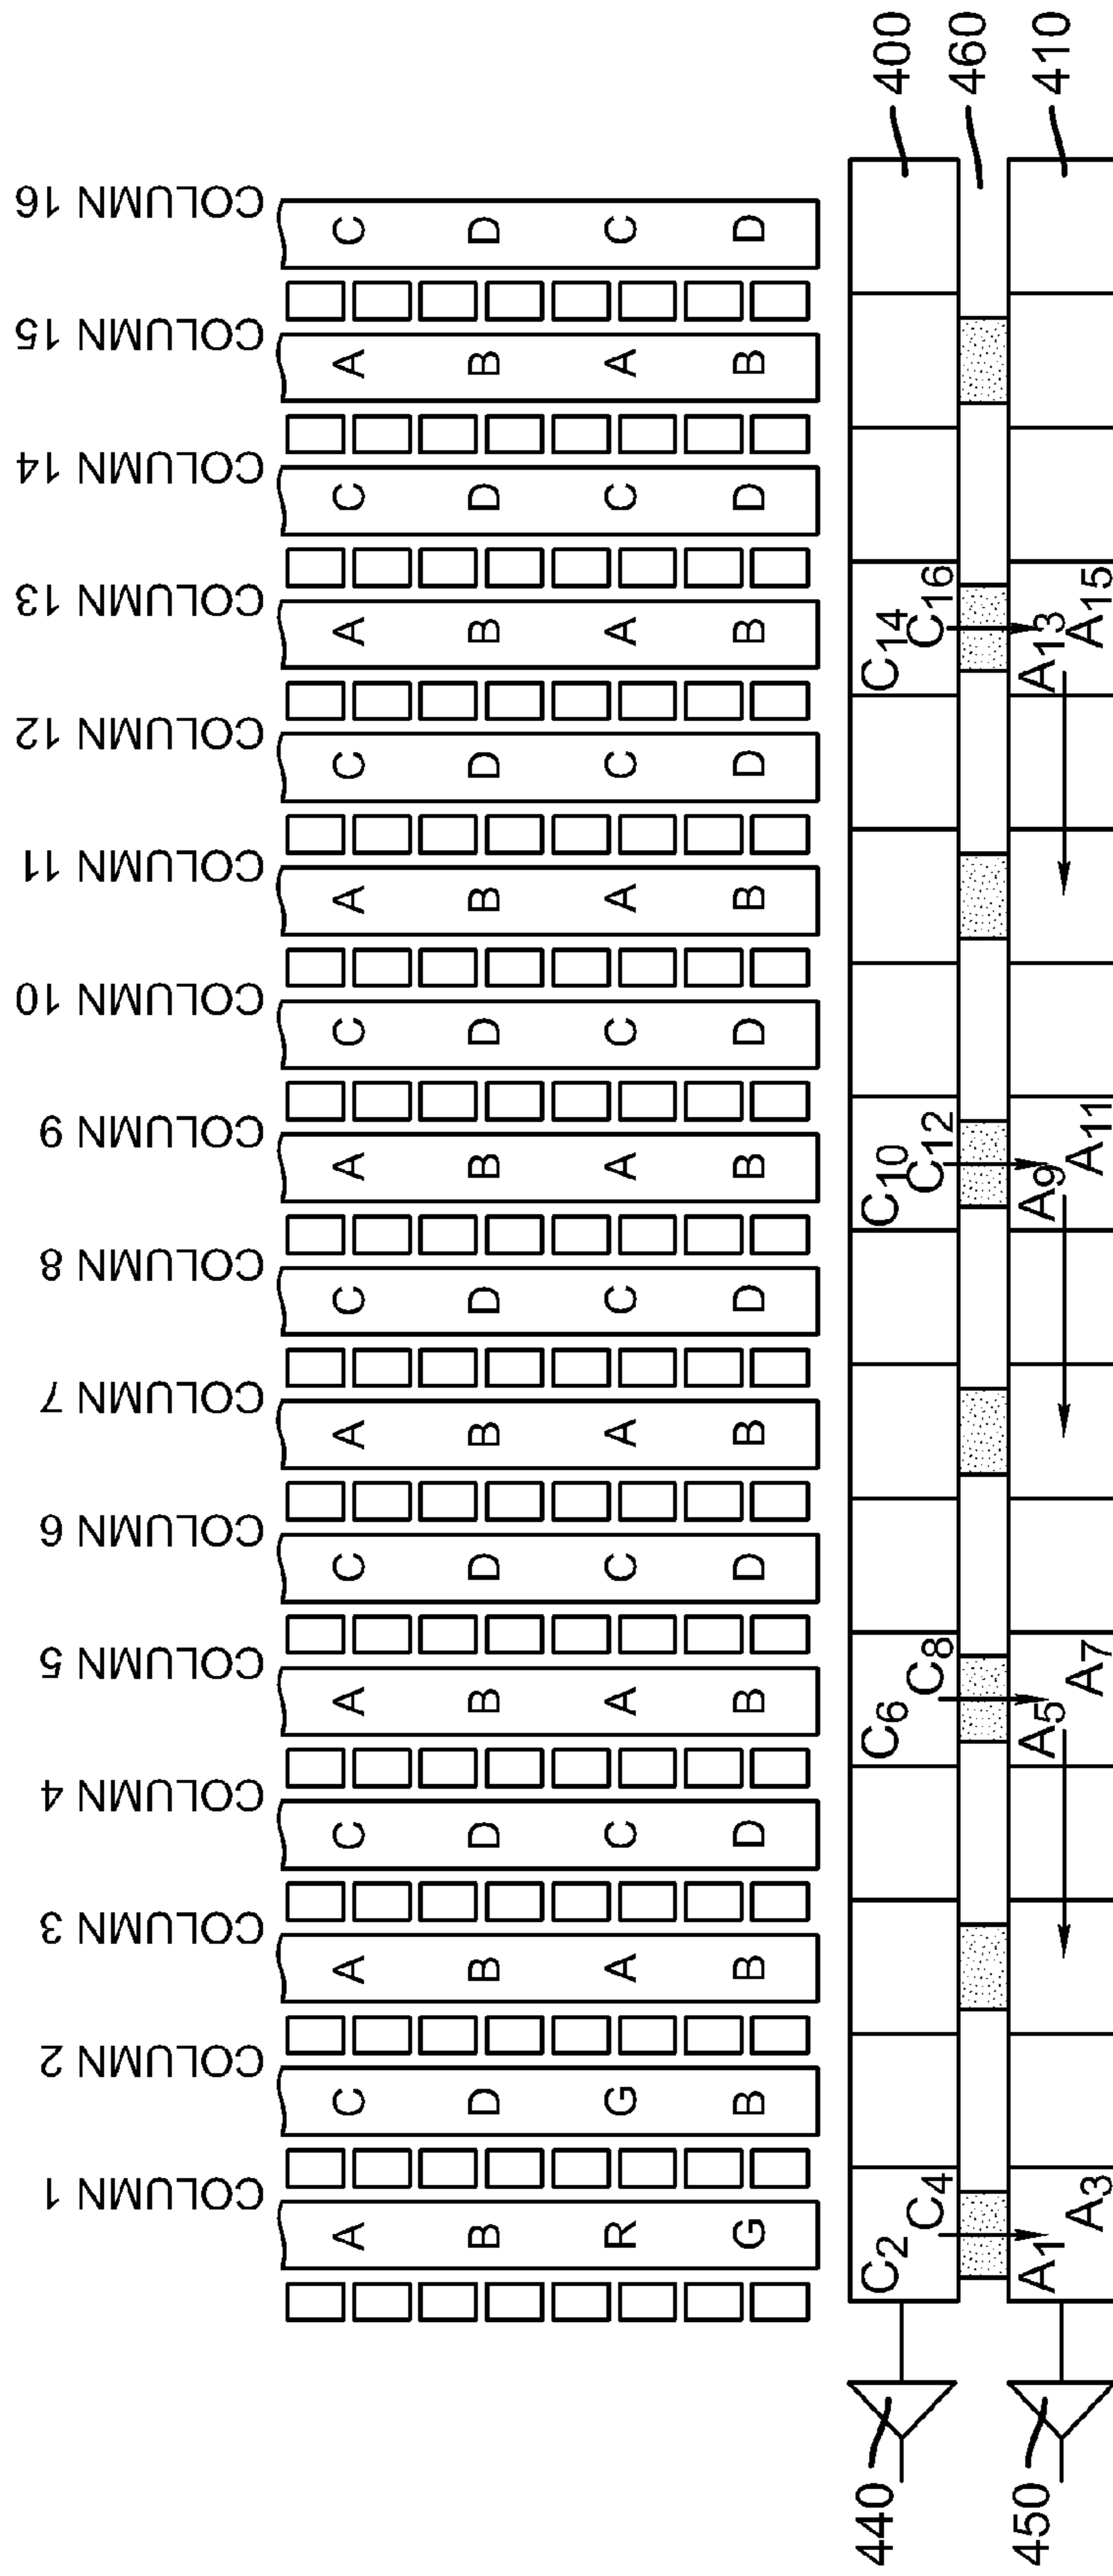 COLUMN 1
COLUMN 2
COLUMN 3
COLUMN 4
COLUMN 5
COLUMN 6
COLUMN 7
COLUMN 8
COLUMN 9
COLUMN 10
COLUMN 11
COLUMN 12
COLUMN 13
COLUMN 14
COLUMN 15
COLUMN 16
A C A C A C A C A C A C A C A C
B D B D B D B D B D B D B D B D
R G A C A C A C A C A C A C A C
G B B D B D B D B D B D B D B D
440
C2 C4 C6 C8 C10 C12 C14 C16
400
460
450
A1 A3 A5 A7 A9 A11 A13 A15
410